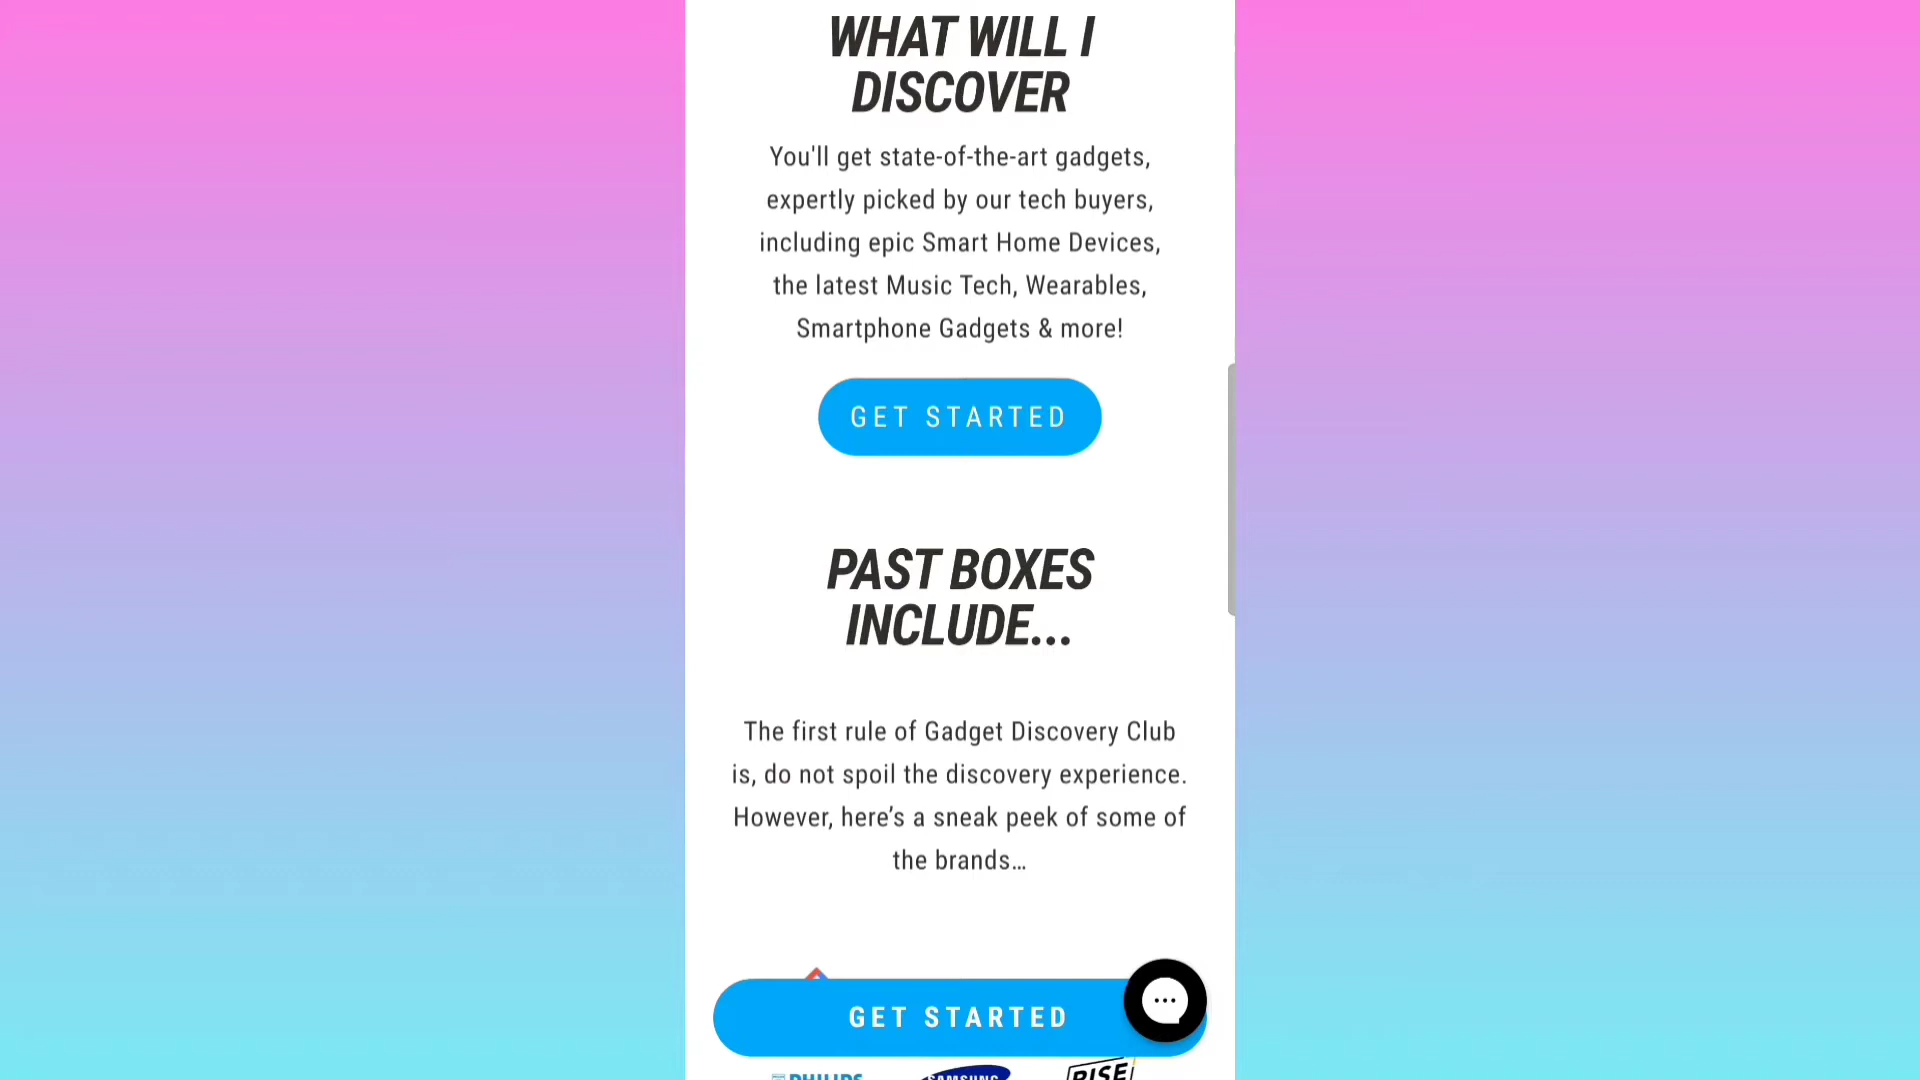 WHAT WILL I
DISCOVER
You'll get state-of-the-art gadgets,
expertly picked by our tech buyers,
including epic Smart Home Devices,
the latest Music Tech, Wearables,
Smartphone Gadgets & more!
GET STARTED
PAST BOXES
INCLUDE...
The first rule of Gadget Discovery Club
is, do not spoil the discovery experience.
However, here’s a sneak peek of some of
the brands…
GET STARTED
PHILIPS SAMSUNG RISE